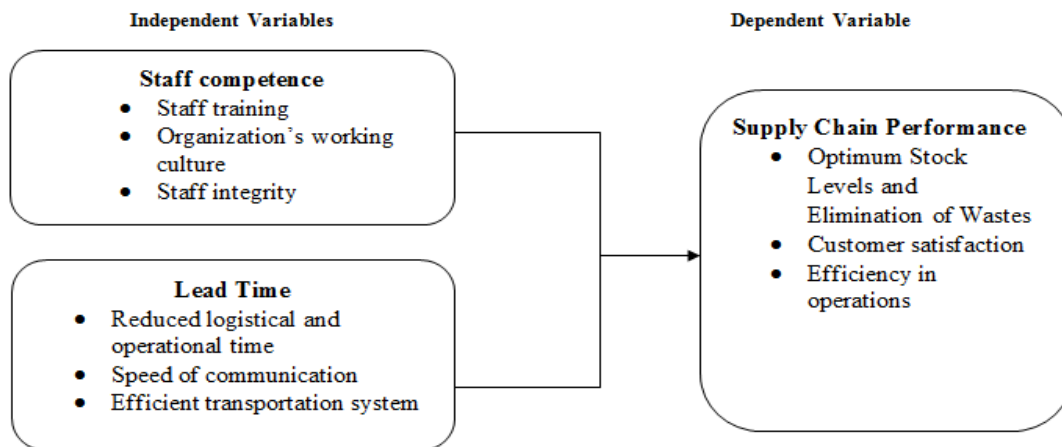 Independent Variables
Dependent Variable
Staff competence
● Staff training
● Organization's working
culture
● Staff integrity
Lead Time
● Reduced logistical and
operational time
● Speed of communication
● Efficient transportation system
Supply Chain Performance
● Optimum Stock
Levels and
Elimination of Wastes
● Customer satisfaction
● Efficiency in
operations